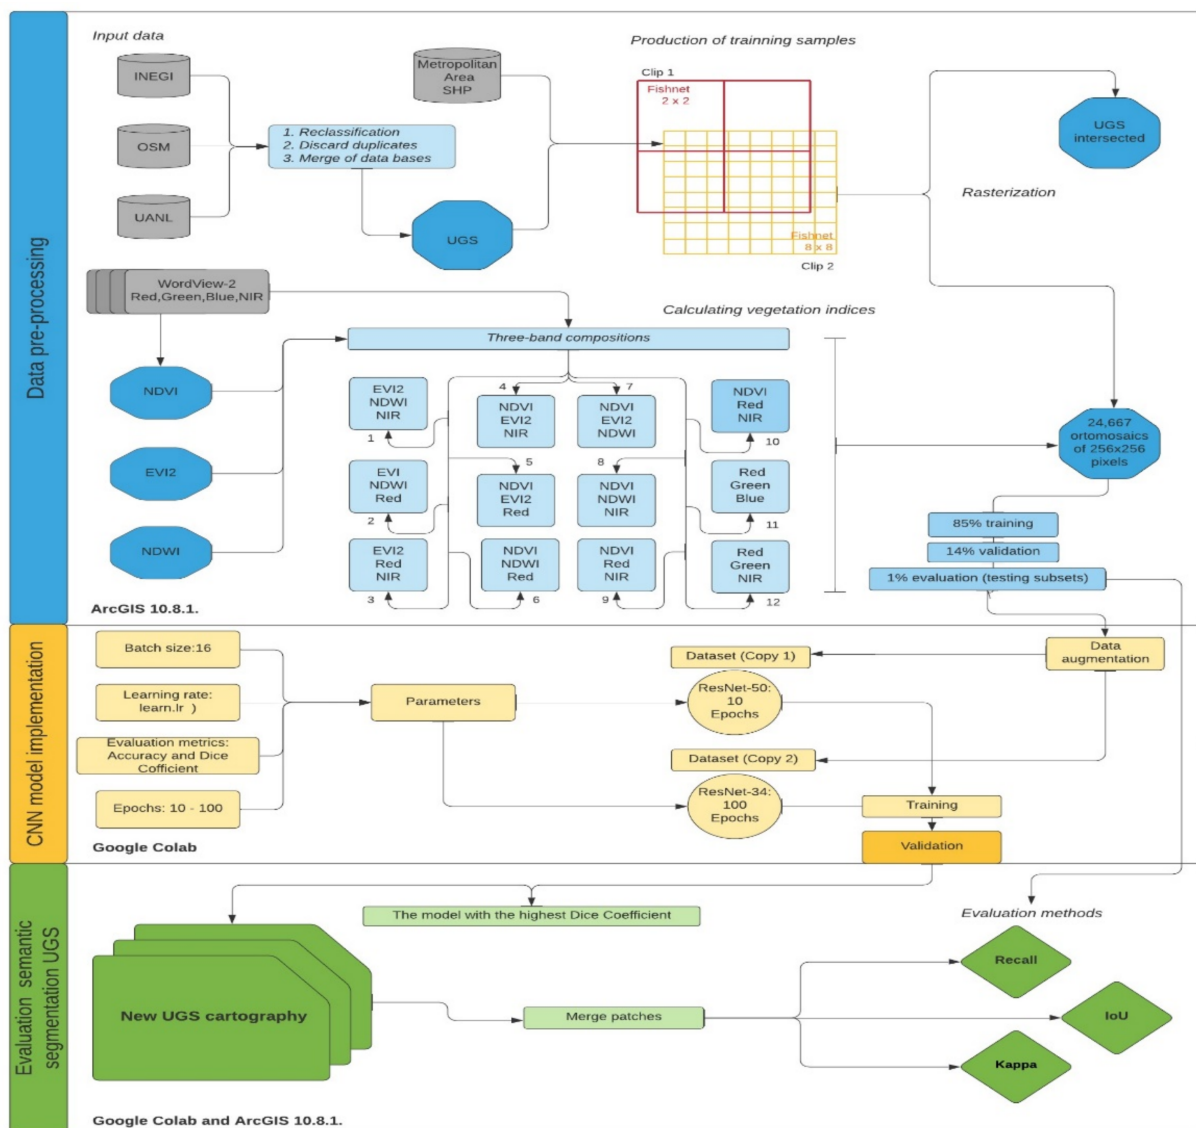 Input data
INEGI
OSM
UANL
1. Reclassification
2. Discard duplicates
3. Merge of data bases
UGS
Metropolitan
Area
SHP
Production of trainning samples
Clip 1
Fishnet
2 x 2
Fishnet
8 x 8
Clip 2
UGS
intersected
Rasterization
WordView-2
Red,Green,Blue,NIR
NDVI
EVI2
NDWI
Calculating vegetation indices
Three-band compositions
EVI2
NDWI
NIR
1
EVI
NDWI
Red
2
EVI2
Red
NIR
3
4
NDVI
EVI2
NIR
5
NDVI
EVI2
Red
NDVI
NDWI
Red
6
7
NDVI
EVI2
NDWI
8
NDVI
NDWI
NIR
NDVI
Red
NIR
9
NDVI
Red
NIR
10
Red
Green
Blue
11
Red
Green
NIR
12
24,667
ortomosaics
of 256x256
pixels
85% training
14% validation
1% evaluation (testing subsets)
ArcGIS 10.8.1.
Data pre-processing
Batch size:16
Learning rate:
learn.lr )
Evaluation metrics:
Accuracy and Dice
Cofficient
Epochs: 10 - 100
Parameters
Dataset (Copy 1)
ResNet-50:
10
Epochs
Dataset (Copy 2)
ResNet-34:
100
Epochs
Data
augmentation
Training
Validation
Google Colab
CNN model implementation
The model with the highest Dice Coefficient
New UGS cartography
Merge patches
Evaluation methods
Recall
IoU
Kappa
Google Colab and ArcGIS 10.8.1.
Evaluation semantic
segmentation UGS